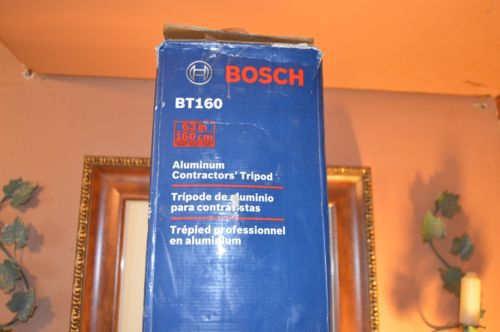 BOSCH
BT160
63 in
160 cm
Aluminum
Contractors' Tripod
Trípode de aluminio
para contratistas
Trépied professionnel
en aluminium